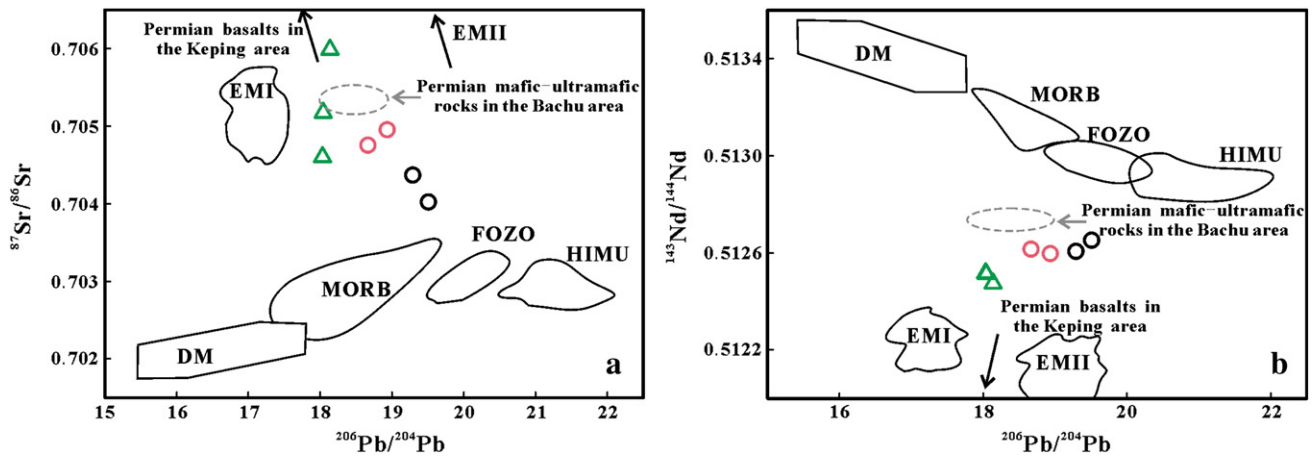 Permian basalts in
the Keping area
EMII
EMI
Permian mafic-ultramafic
rocks in the Bachu area
FOZO
HIMU
MORB
DM
a
0.706
0.705
0.704
0.703
0.702
⁸⁷Sr/⁸⁶Sr
15 16 17 18 19 20 21 22
²⁰⁶Pb/²⁰⁴Pb
DM
MORB
FOZO
HIMU
Permian mafic-ultramafic
rocks in the Bachu area
Permian basalts in
the Keping area
EMI
EMII
b
0.5134
0.5130
0.5126
0.5122
¹⁴³Nd/¹⁴⁴Nd
16 18 20 22
²⁰⁶Pb/²⁰⁴Pb